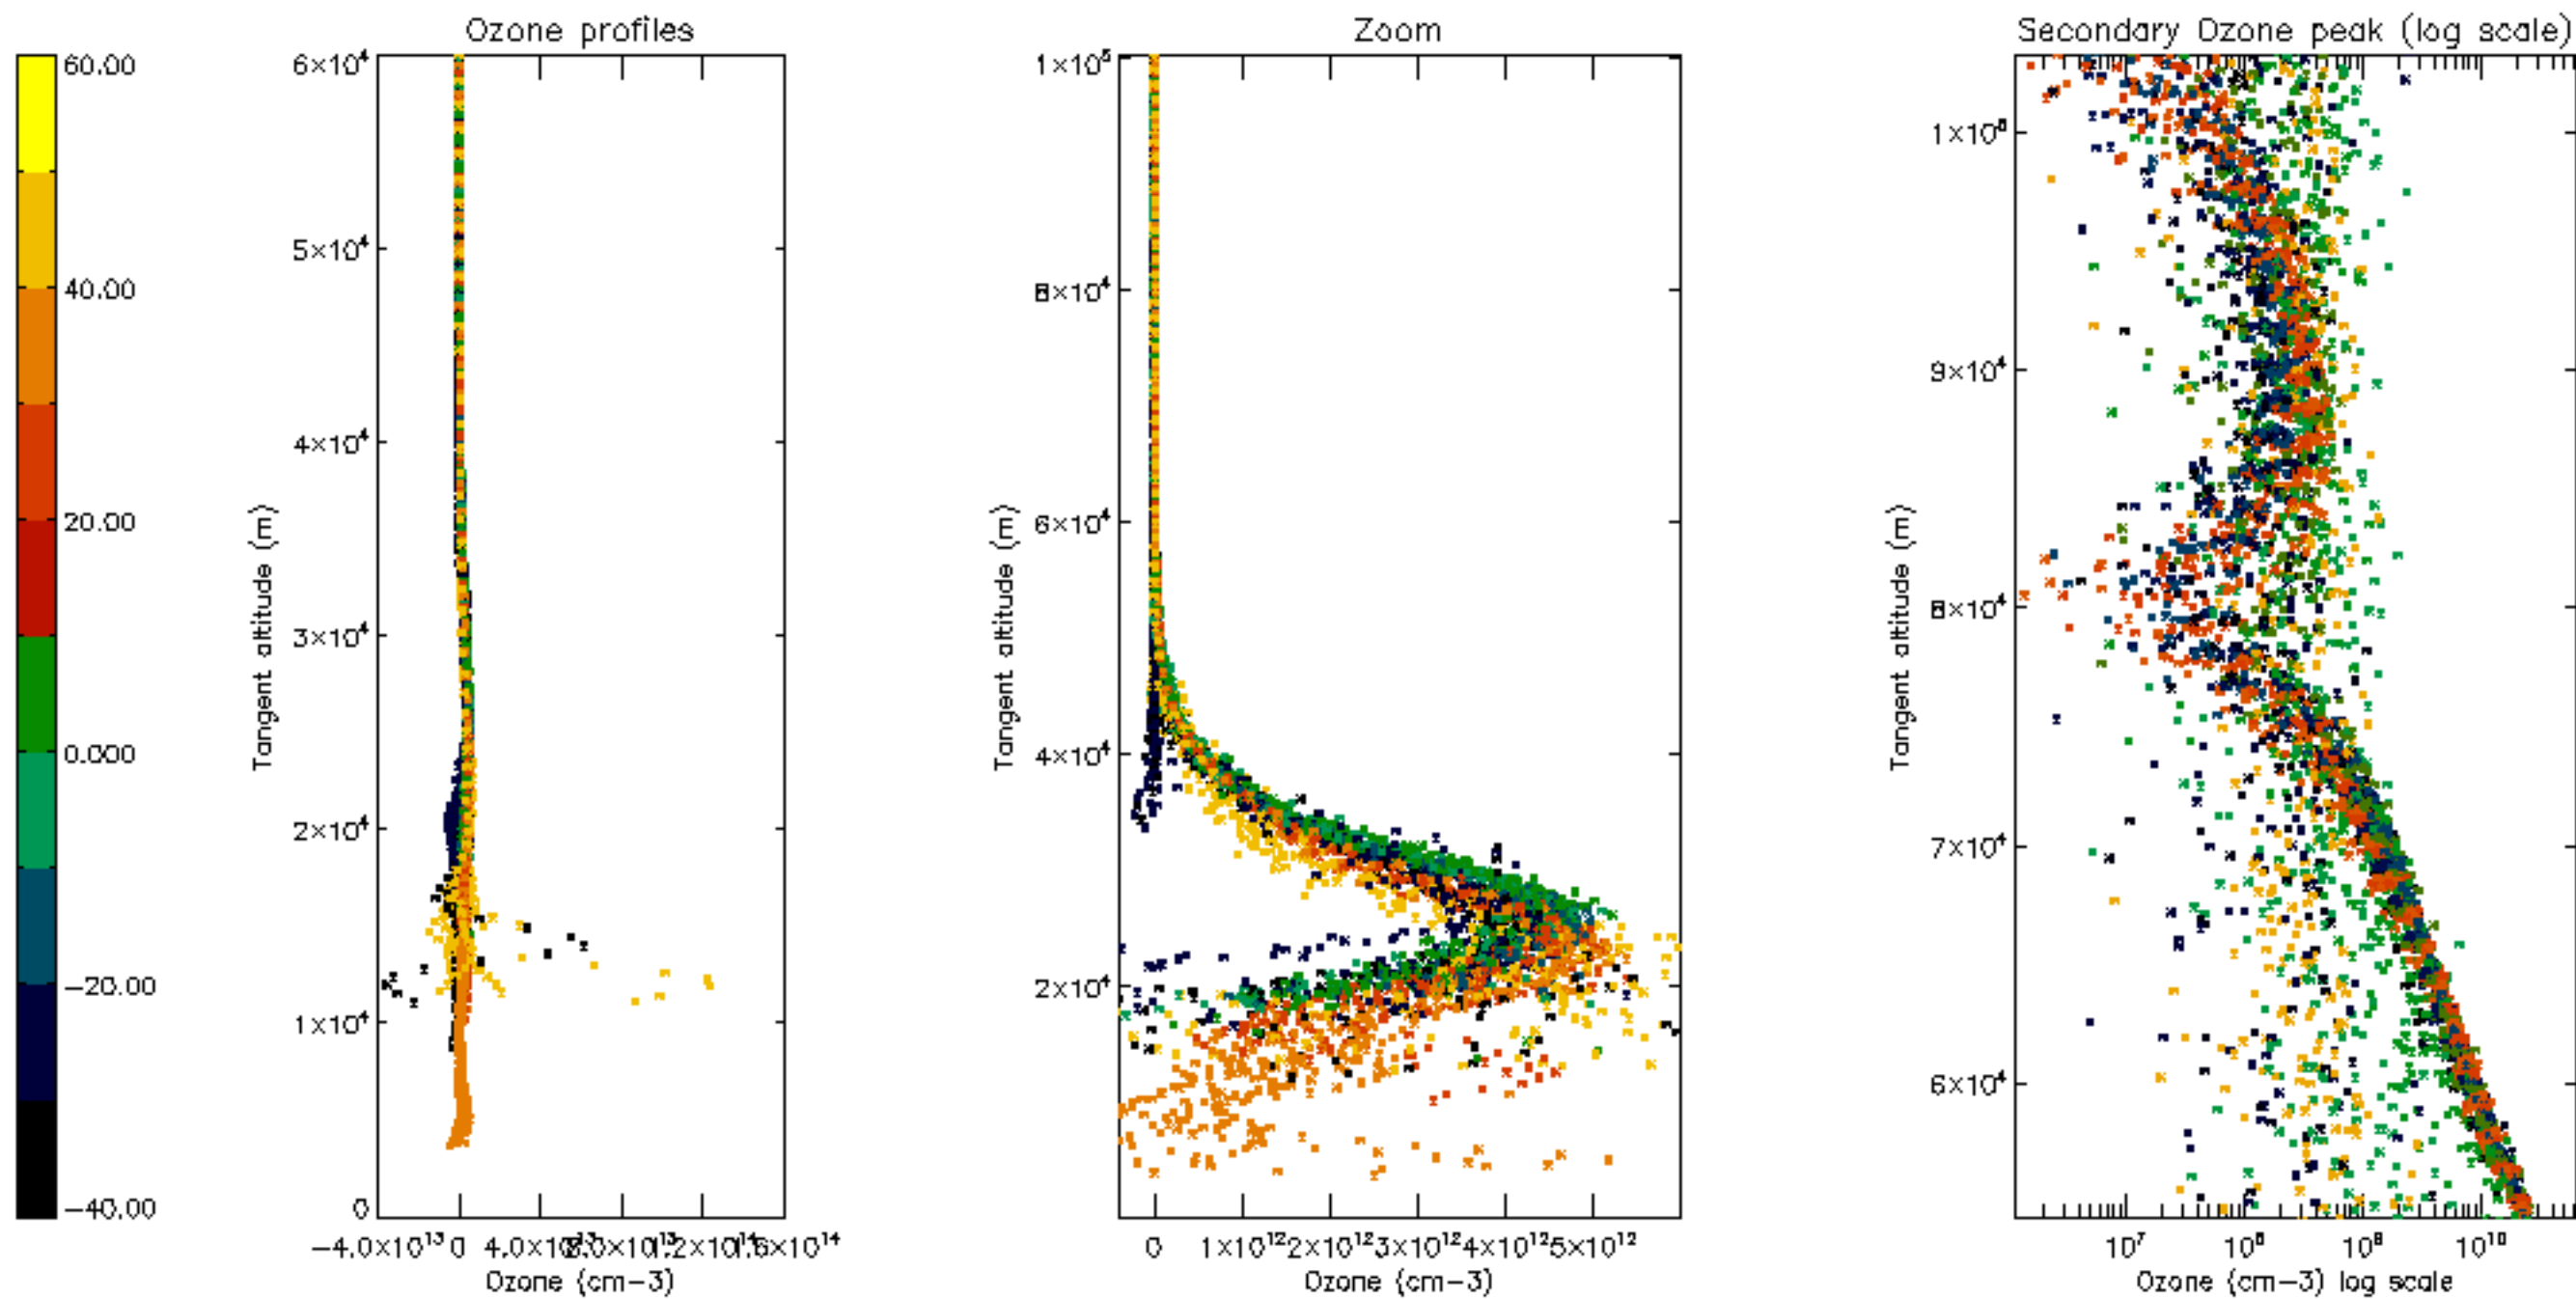 Ozone profiles
Zoom
Secondary Ozone peak (log scale)
60.00
40.00
20.00
0.000
−20.00
−40.00
6×10⁴
5×10⁴
4×10⁴
3×10⁴
2×10⁴
1×10⁴
0
Tangent altitude (m)
−4.0×10¹³ 0
Ozone (cm−3)
1×10⁵
8×10⁴
6×10⁴
4×10⁴
2×10⁴
Tangent altitude (m)
0 1×10¹² 2×10¹² 3×10¹² 4×10¹² 5×10¹²
Ozone (cm−3)
9×10⁴
8×10⁴
7×10⁴
6×10⁴
Tangent altitude (m)
10⁷ 10⁸ 10⁹ 10¹⁰
Ozone (cm−3) log scale